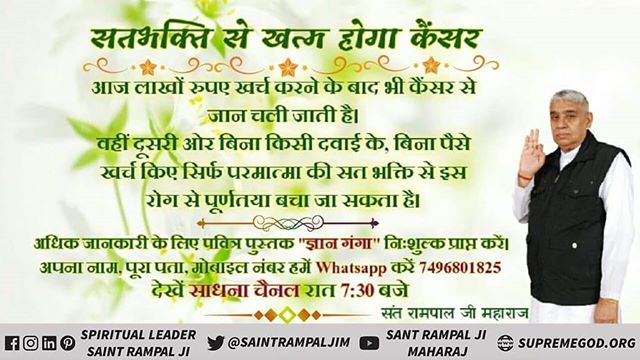 सतभक्ति से खत्म होगा कैंसर
आज लाखों रुपए खर्च करने के बाद भी कैंसर से
जान चली जाती है।
वहीं दूसरी ओर बिना किसी दवाई के, बिना पैसे
खर्च किए सिर्फ परमात्मा की सत भक्ति से इस
रोग से पूर्णतया बचा जा सकता है।
अधिक जानकारी के लिए पवित्र पुस्तक "ज्ञान गंगा" निःशुल्क प्राप्त करें।
अपना नाम, पूरा पता, मोबाइल नंबर हमें Whatsapp करें 7496801825
देखें साधना चैनल रात 7:30 बजे
संत रामपाल जी महाराज
SPIRITUAL LEADER
SAINT RAMPAL JI
@SAINTRAMPALJIM
SANT RAMPAL JI
MAHARAJ
SUPREMEGOD.ORG